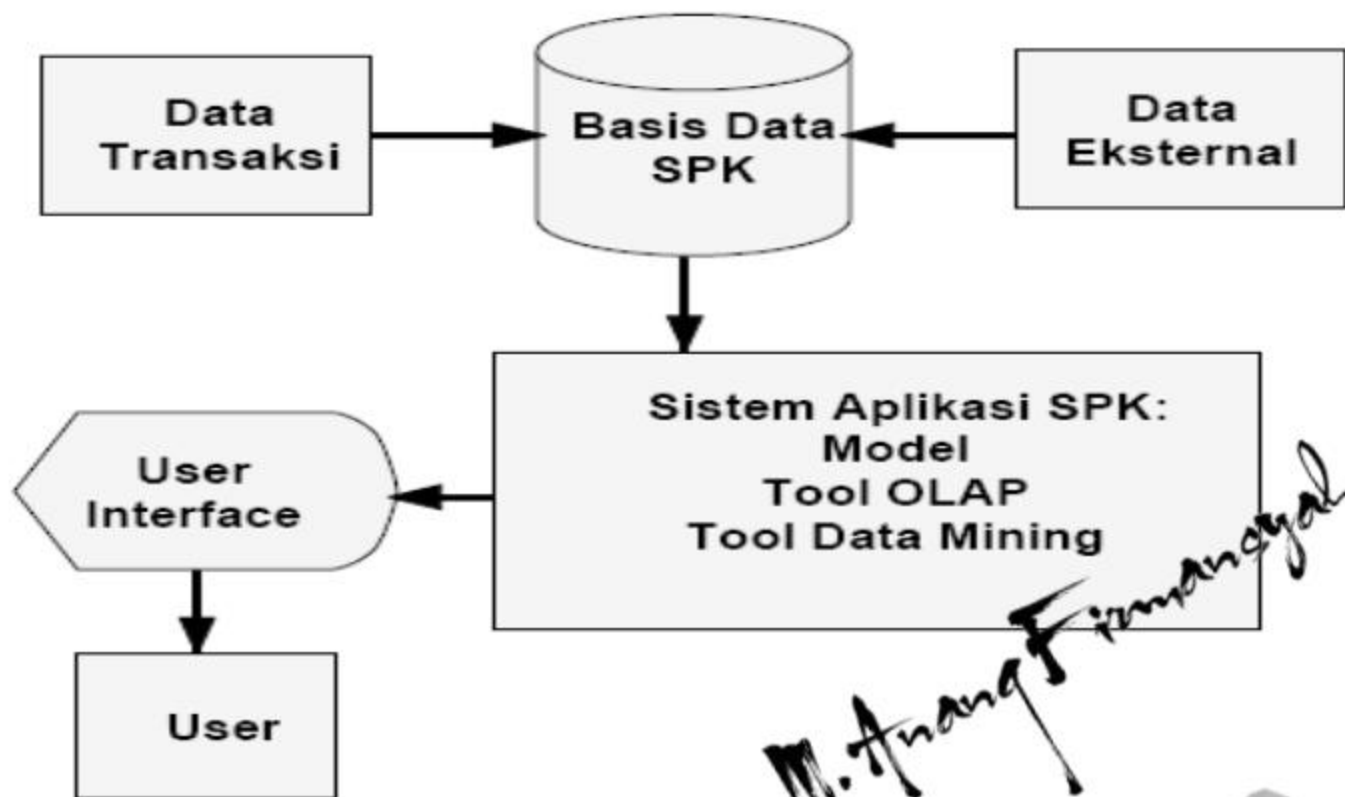 Data
Transaksi
Basis Data
SPK
Data
Eksternal
Sistem Aplikasi SPK:
Model
Tool OLAP
Tool Data Mining
User
Interface
User
M. Anang Firmansyah